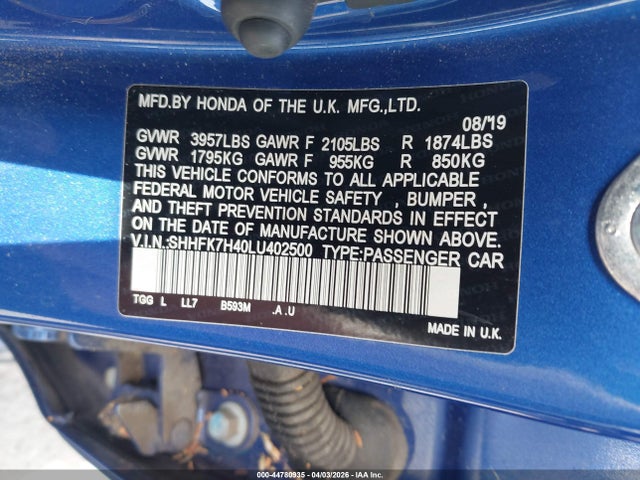 MFD.BY HONDA OF THE U.K. MFG.,LTD.
08/'19
GVWR 3957LBS GAWR F 2105LBS R 1874LBS
GVWR 1795KG GAWR F 955KG R 850KG
THIS VEHICLE CONFORMS TO ALL APPLICABLE
FEDERAL MOTOR VEHICLE SAFETY , BUMPER ,
AND THEFT PREVENTION STANDARDS IN EFFECT
ON THE DATE OF MANUFACTURE SHOWN ABOVE.
V.I.N.:SHHFK7H40LU402500 TYPE:PASSENGER CAR
TGG L LL7 B593M .A .U
MADE IN U.K.
000-44780935 - 04/03/2026 - IAA, Inc.